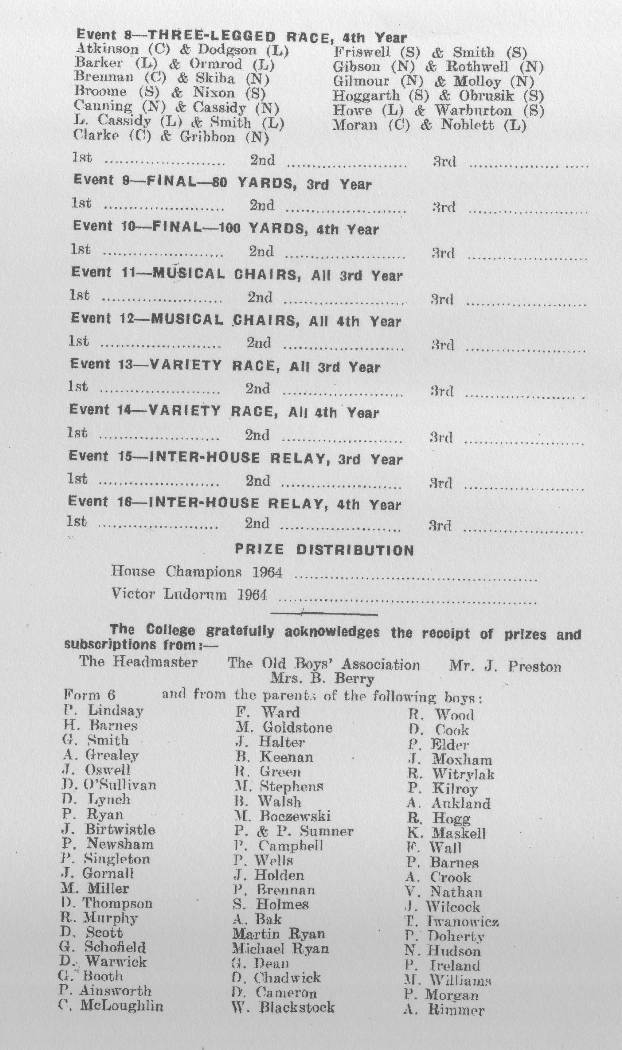 Event 8—THREE-LEGGED RACE, 4th Year
Atkinson (C) & Dodgson (L)
Barker (L) & Ormrod (L)
Brennan (C) & Skiba (N)
Broome (S) & Nixon (S)
Canning (N) & Cassidy (N)
L. Cassidy (L) & Smith (L)
Clarke (C) & Gribbon (N)
Friswell (S) & Smith (S)
Gibson (N) & Rothwell (N)
Gilmour (N) & Molloy (N)
Hoggarth (S) & Obrusik (S)
Howe (L) & Warburton (S)
Moran (C) & Noblett (L)
1st ........................ 2nd ........................ 3rd ........................
Event 9—FINAL—80 YARDS, 3rd Year
1st ........................ 2nd ........................ 3rd ........................
Event 10—FINAL—100 YARDS, 4th Year
1st ........................ 2nd ........................ 3rd ........................
Event 11—MUSICAL CHAIRS, All 3rd Year
1st ........................ 2nd ........................ 3rd ........................
Event 12—MUSICAL CHAIRS, All 4th Year
1st ........................ 2nd ........................ 3rd ........................
Event 13—VARIETY RACE, All 3rd Year
1st ........................ 2nd ........................ 3rd ........................
Event 14—VARIETY RACE, All 4th Year
1st ........................ 2nd ........................ 3rd ........................
Event 15—INTER-HOUSE RELAY, 3rd Year
1st ........................ 2nd ........................ 3rd ........................
Event 16—INTER-HOUSE RELAY, 4th Year
1st ........................ 2nd ........................ 3rd ........................
PRIZE DISTRIBUTION
House Champions 1964 ................................................
Victor Ludorum 1964 ................................................
The College gratefully acknowledges the receipt of prizes and
subscriptions from:—
The Headmaster The Old Boys' Association Mr. J. Preston
Mrs. B. Berry
Form 6 and from the parents of the following boys:
P. Lindsay
H. Barnes
G. Smith
A. Grealey
J. Oswell
D. O'Sullivan
D. Lynch
P. Ryan
J. Birtwistle
P. Newsham
P. Singleton
J. Gornall
M. Miller
D. Thompson
R. Murphy
D. Scott
G. Schofield
D. Warwick
G. Booth
P. Ainsworth
C. McLoughlin
F. Ward
M. Goldstone
J. Halter
B. Keenan
R. Green
M. Stephens
B. Walsh
M. Boczewski
P. & P. Sumner
P. Campbell
P. Wells
J. Holden
P. Brennan
S. Holmes
A. Bak
Martin Ryan
Michael Ryan
G. Dean
D. Chadwick
D. Cameron
W. Blackstock
R. Wood
D. Cook
P. Elder
J. Moxham
R. Witrylak
P. Kilroy
A. Aukland
R. Hogg
K. Maskell
F. Wall
P. Barnes
A. Crook
V. Nathan
J. Wilcock
T. Iwanowicz
P. Doherty
N. Hudson
P. Ireland
M. Williams
P. Morgan
A. Rimmer